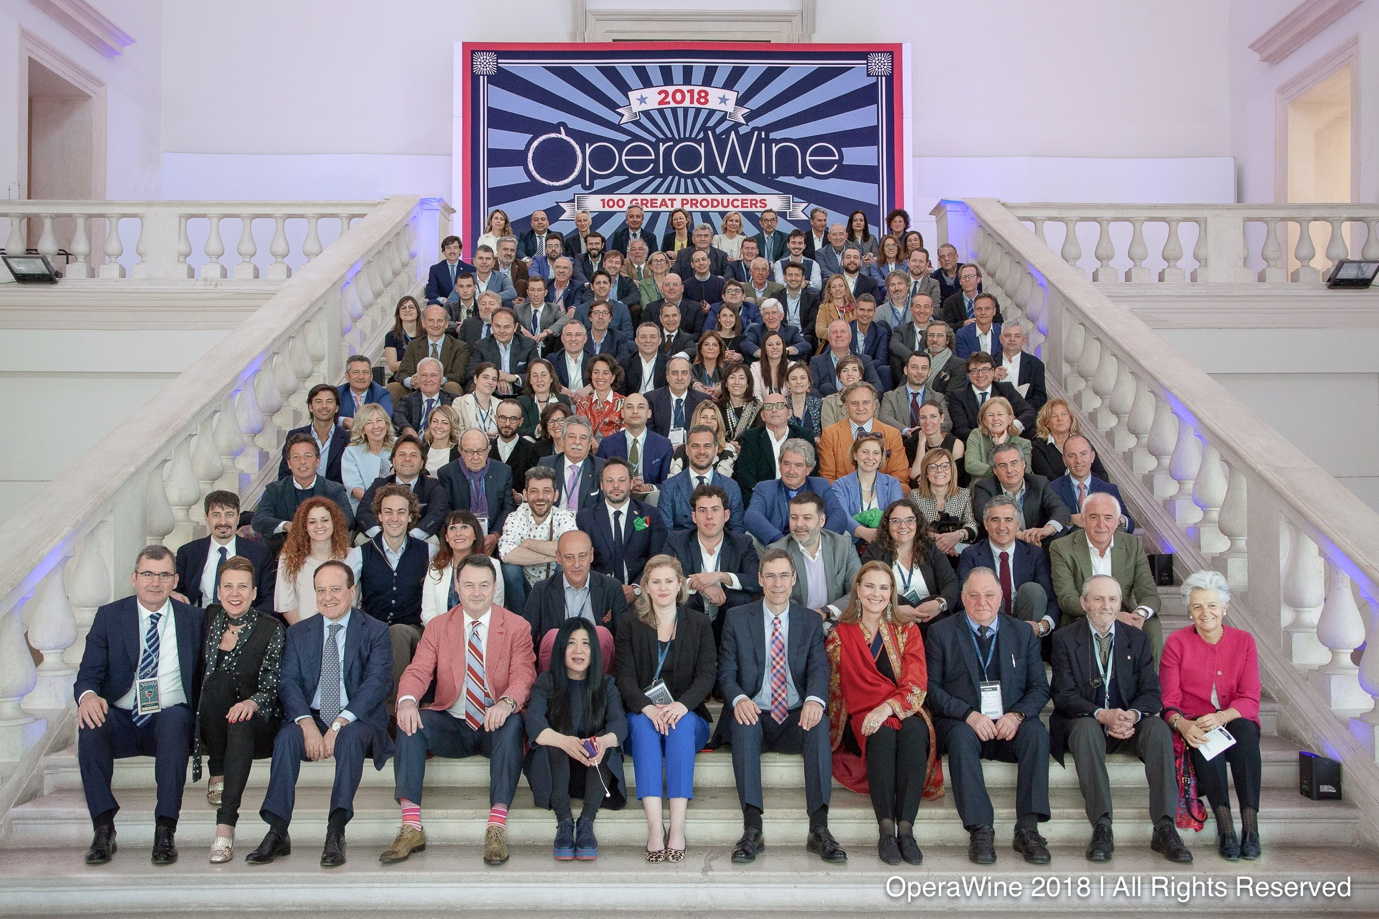 2018
OperaWine
100 GREAT PRODUCERS
OperaWine 2018 | All Rights Reserved